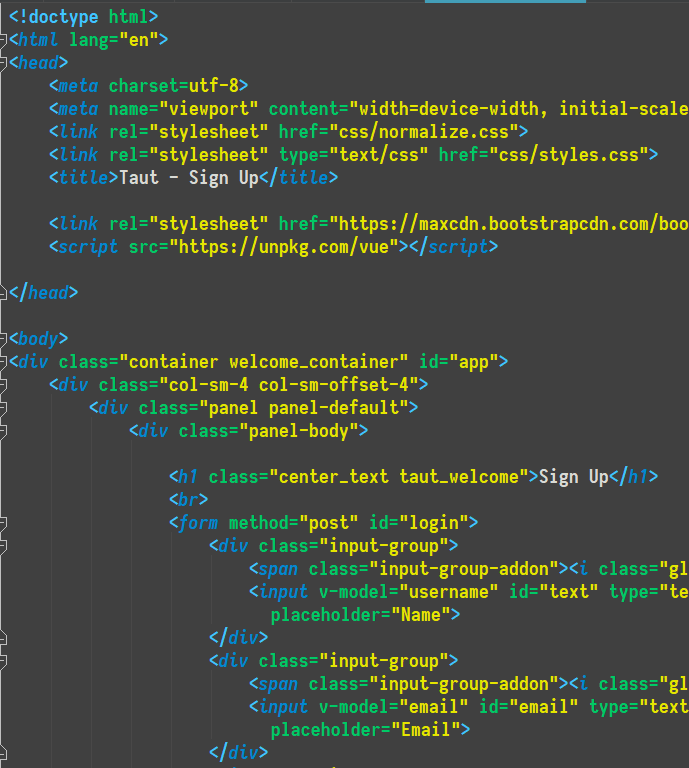 <!doctype html>
<html lang="en">
<head>
<meta charset=utf-8>
<meta name="viewport" content="width=device-width, initial-scale
<link rel="stylesheet" href="css/normalize.css">
<link rel="stylesheet" type="text/css" href="css/styles.css">
<title>Taut - Sign Up</title>
<link rel="stylesheet" href="https://maxcdn.bootstrapcdn.com/boo
<script src="https://unpkg.com/vue"></script>
</head>
<body>
<div class="container welcome_container" id="app">
<div class="col-sm-4 col-sm-offset-4">
<div class="panel panel-default">
<div class="panel-body">
<h1 class="center_text taut_welcome">Sign Up</h1>
<br>
<form method="post" id="login">
<div class="input-group">
<span class="input-group-addon"><i class="gl
<input v-model="username" id="text" type="te
placeholder="Name">
</div>
<div class="input-group">
<span class="input-group-addon"><i class="gl
<input v-model="email" id="email" type="text
placeholder="Email">
</div>